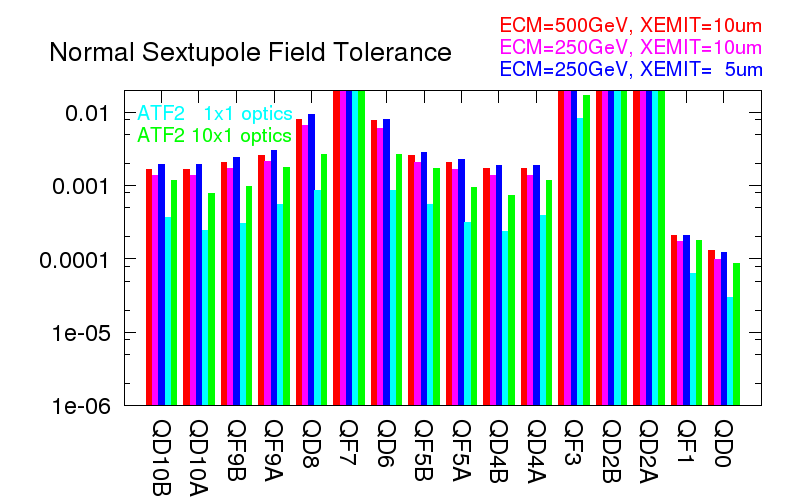 Normal Sextupole Field Tolerance
ECM=500GeV, XEMIT=10um
ECM=250GeV, XEMIT=10um
ECM=250GeV, XEMIT= 5um
ATF2 1x1 optics
ATF2 10x1 optics
0.01
0.001
0.0001
1e-05
1e-06
QD10B
QD10A
QF9B
QF9A
QD8
QF7
QD6
QF5B
QF5A
QD4B
QD4A
QF3
QD2B
QD2A
QF1
QD0